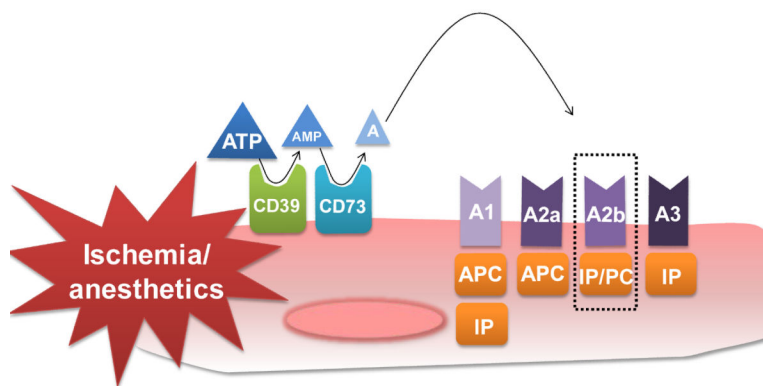 ATP
AMP
A
CD39
CD73
Ischemia/
anesthetics
A1
A2a
A2b
A3
APC
APC
IP/PC
IP
IP